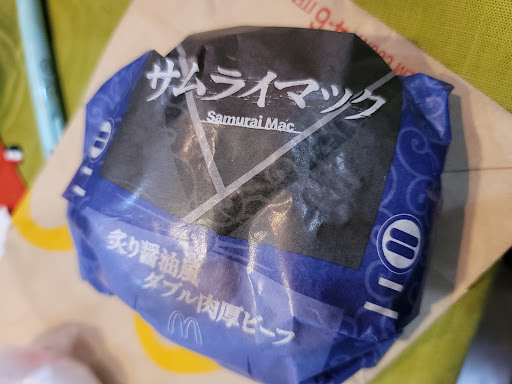 サムライマック
Samurai Mac
炙り醤油風
ダブル肉厚ビーフ